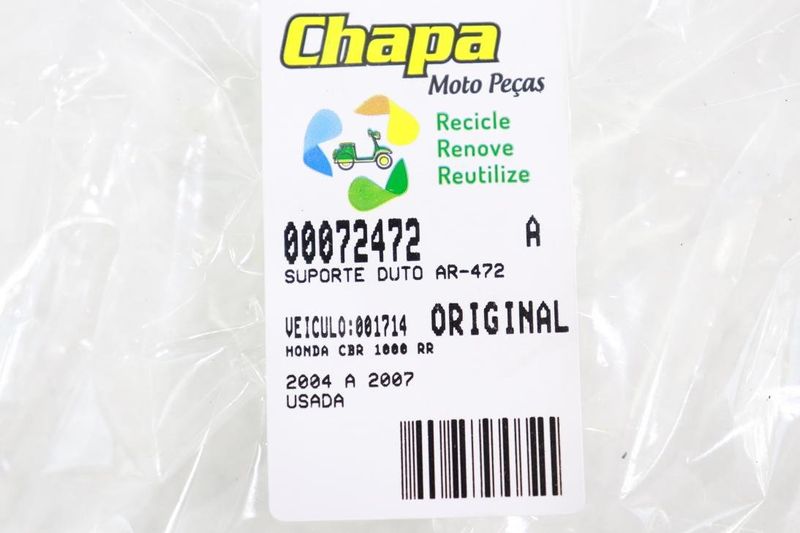 Chapa
Moto Peças
Recicle
Renove
Reutilize
00072472 A
SUPORTE DUTO AR-472
VEICULO:001714 ORIGINAL
HONDA CBR 1000 RR
2004 A 2007
USADA